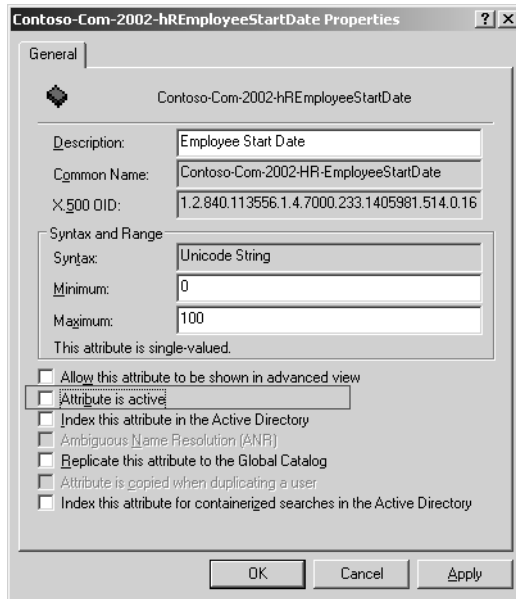 Contoso-Com-2002-hREmployeeStartDate Properties
General
Contoso-Com-2002-hREmployeeStartDate
Description: Employee Start Date
Common Name: Contoso-Com-2002-HR-EmployeeStartDate
X.500 OID: 1.2.840.113556.1.4.7000.233.1405981.514.0.16
Syntax and Range
Syntax: Unicode String
Minimum: 0
Maximum: 100
This attribute is single-valued.
Allow this attribute to be shown in advanced view
Attribute is active
Index this attribute in the Active Directory
Ambiguous Name Resolution (ANR)
Replicate this attribute to the Global Catalog
Attribute is copied when duplicating a user
Index this attribute for containerized searches in the Active Directory
OK Cancel Apply